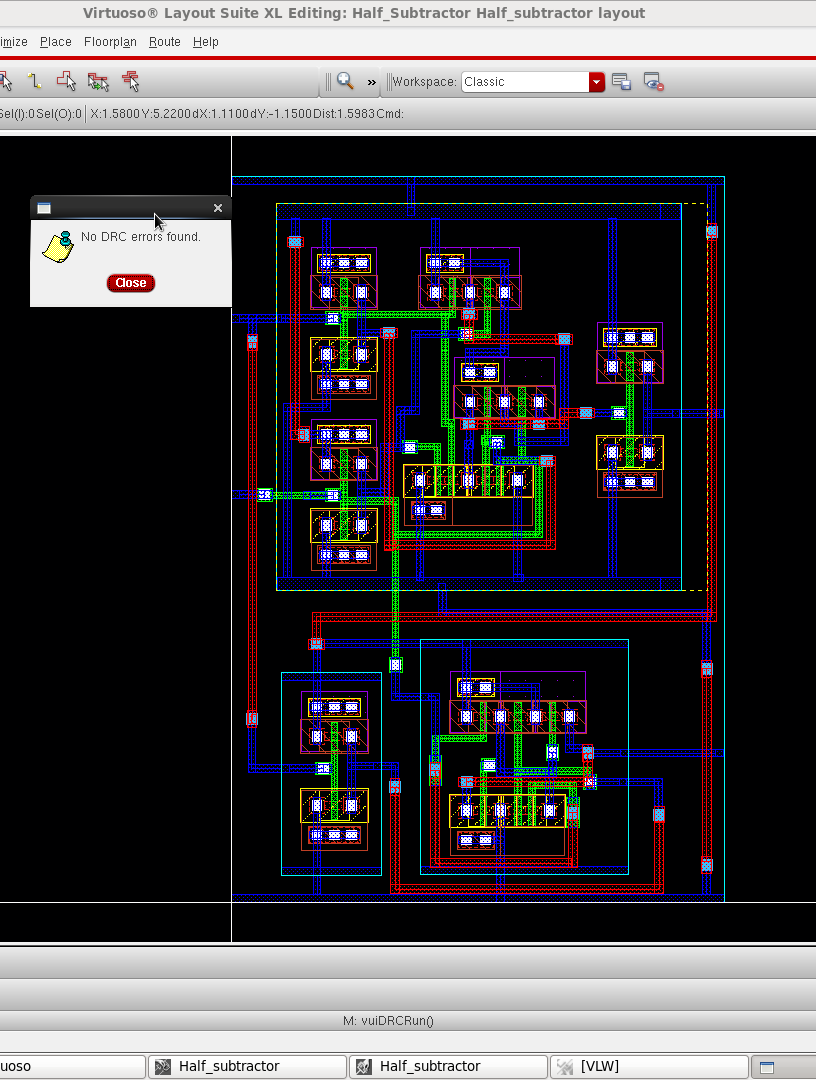 Virtuoso® Layout Suite XL Editing: Half_Subtractor Half_subtractor layout
imize Place Floorplan Route Help
» Workspace: Classic
Sel(I):0 Sel(O):0 X:1.5800 Y:5.2200 dX:1.1100 dY:-1.1500 Dist:1.5983 Cmd:
No DRC errors found.
Close
M: vuiDRCRun()
uoso Half_subtractor Half_subtractor [VLW]